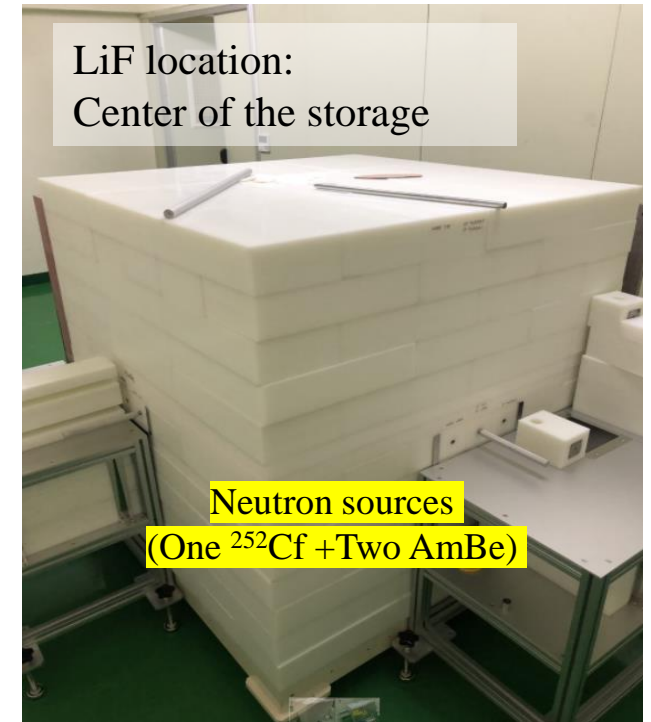 LiF location:
Center of the storage
Neutron sources
(One ²⁵²Cf +Two AmBe)